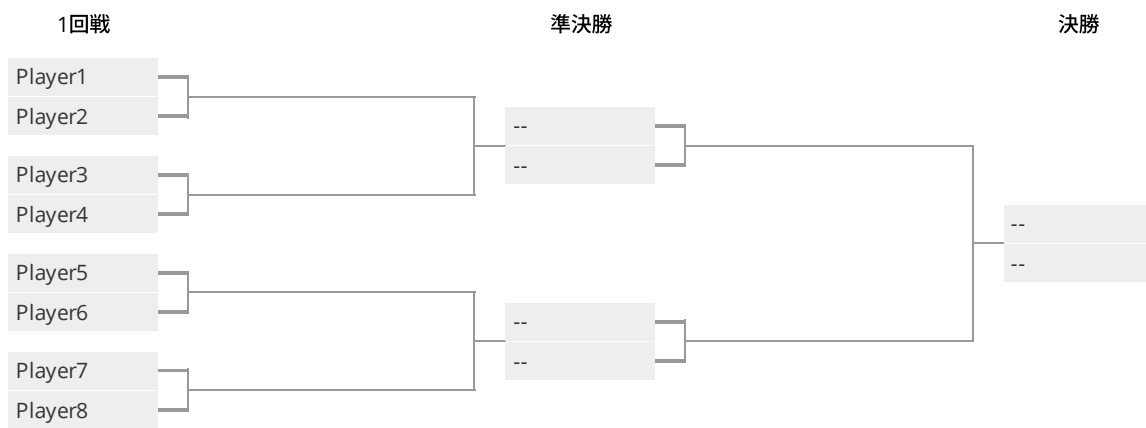 1回戦
準決勝
決勝
Player1
Player2
Player3
Player4
Player5
Player6
Player7
Player8
--
--
--
--
--
--